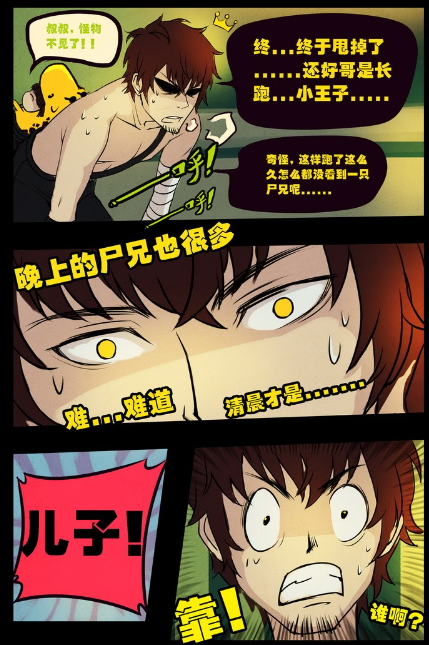 叔叔，怪物
不见了！！
终...终于甩掉了
......还好哥是长
跑...小王子.....
一呼！
一呼！
奇怪，这样跑了这么
久怎么都没看到一只
尸兄呢......
晚上的尸兄也很多
难...难道
清晨才是.......
儿子！
靠！
谁啊？